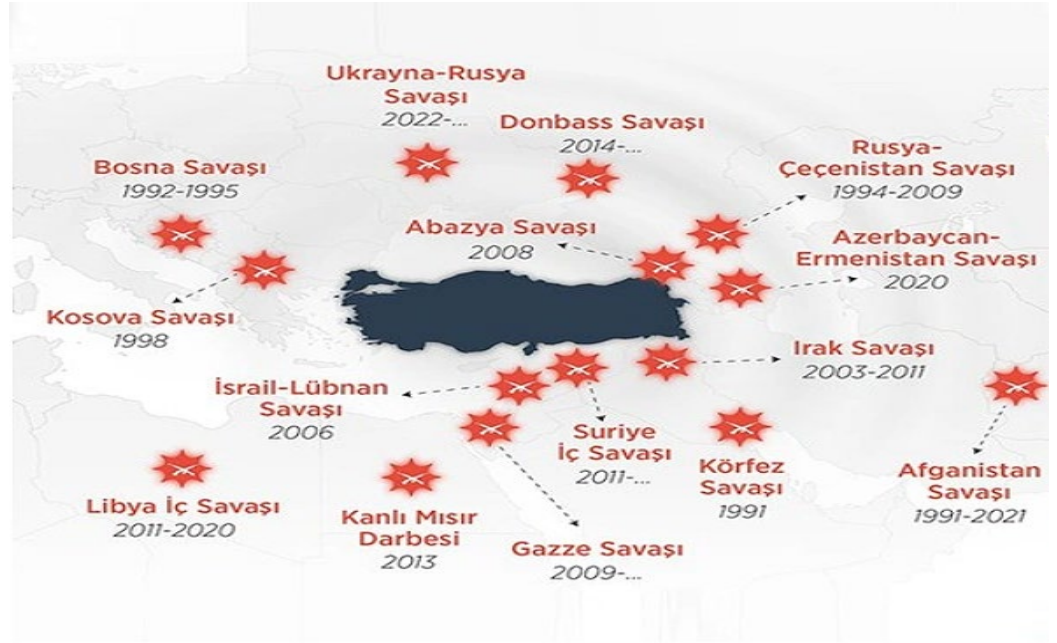 Ukrayna-Rusya
Savaşı
2022-...
Donbass Savaşı
2014-...
Rusya-
Çeçenistan Savaşı
1994-2009
Bosna Savaşı
1992-1995
Abazya Savaşı
2008
Azerbaycan-
Ermenistan Savaşı
2020
Kosova Savaşı
1998
Irak Savaşı
2003-2011
İsrail-Lübnan
Savaşı
2006
Suriye
İç Savaşı
2011-...
Körfez
Savaşı
1991
Afganistan
Savaşı
1991-2021
Libya İç Savaşı
2011-2020
Kanlı Mısır
Darbesi
2013
Gazze Savaşı
2009-...